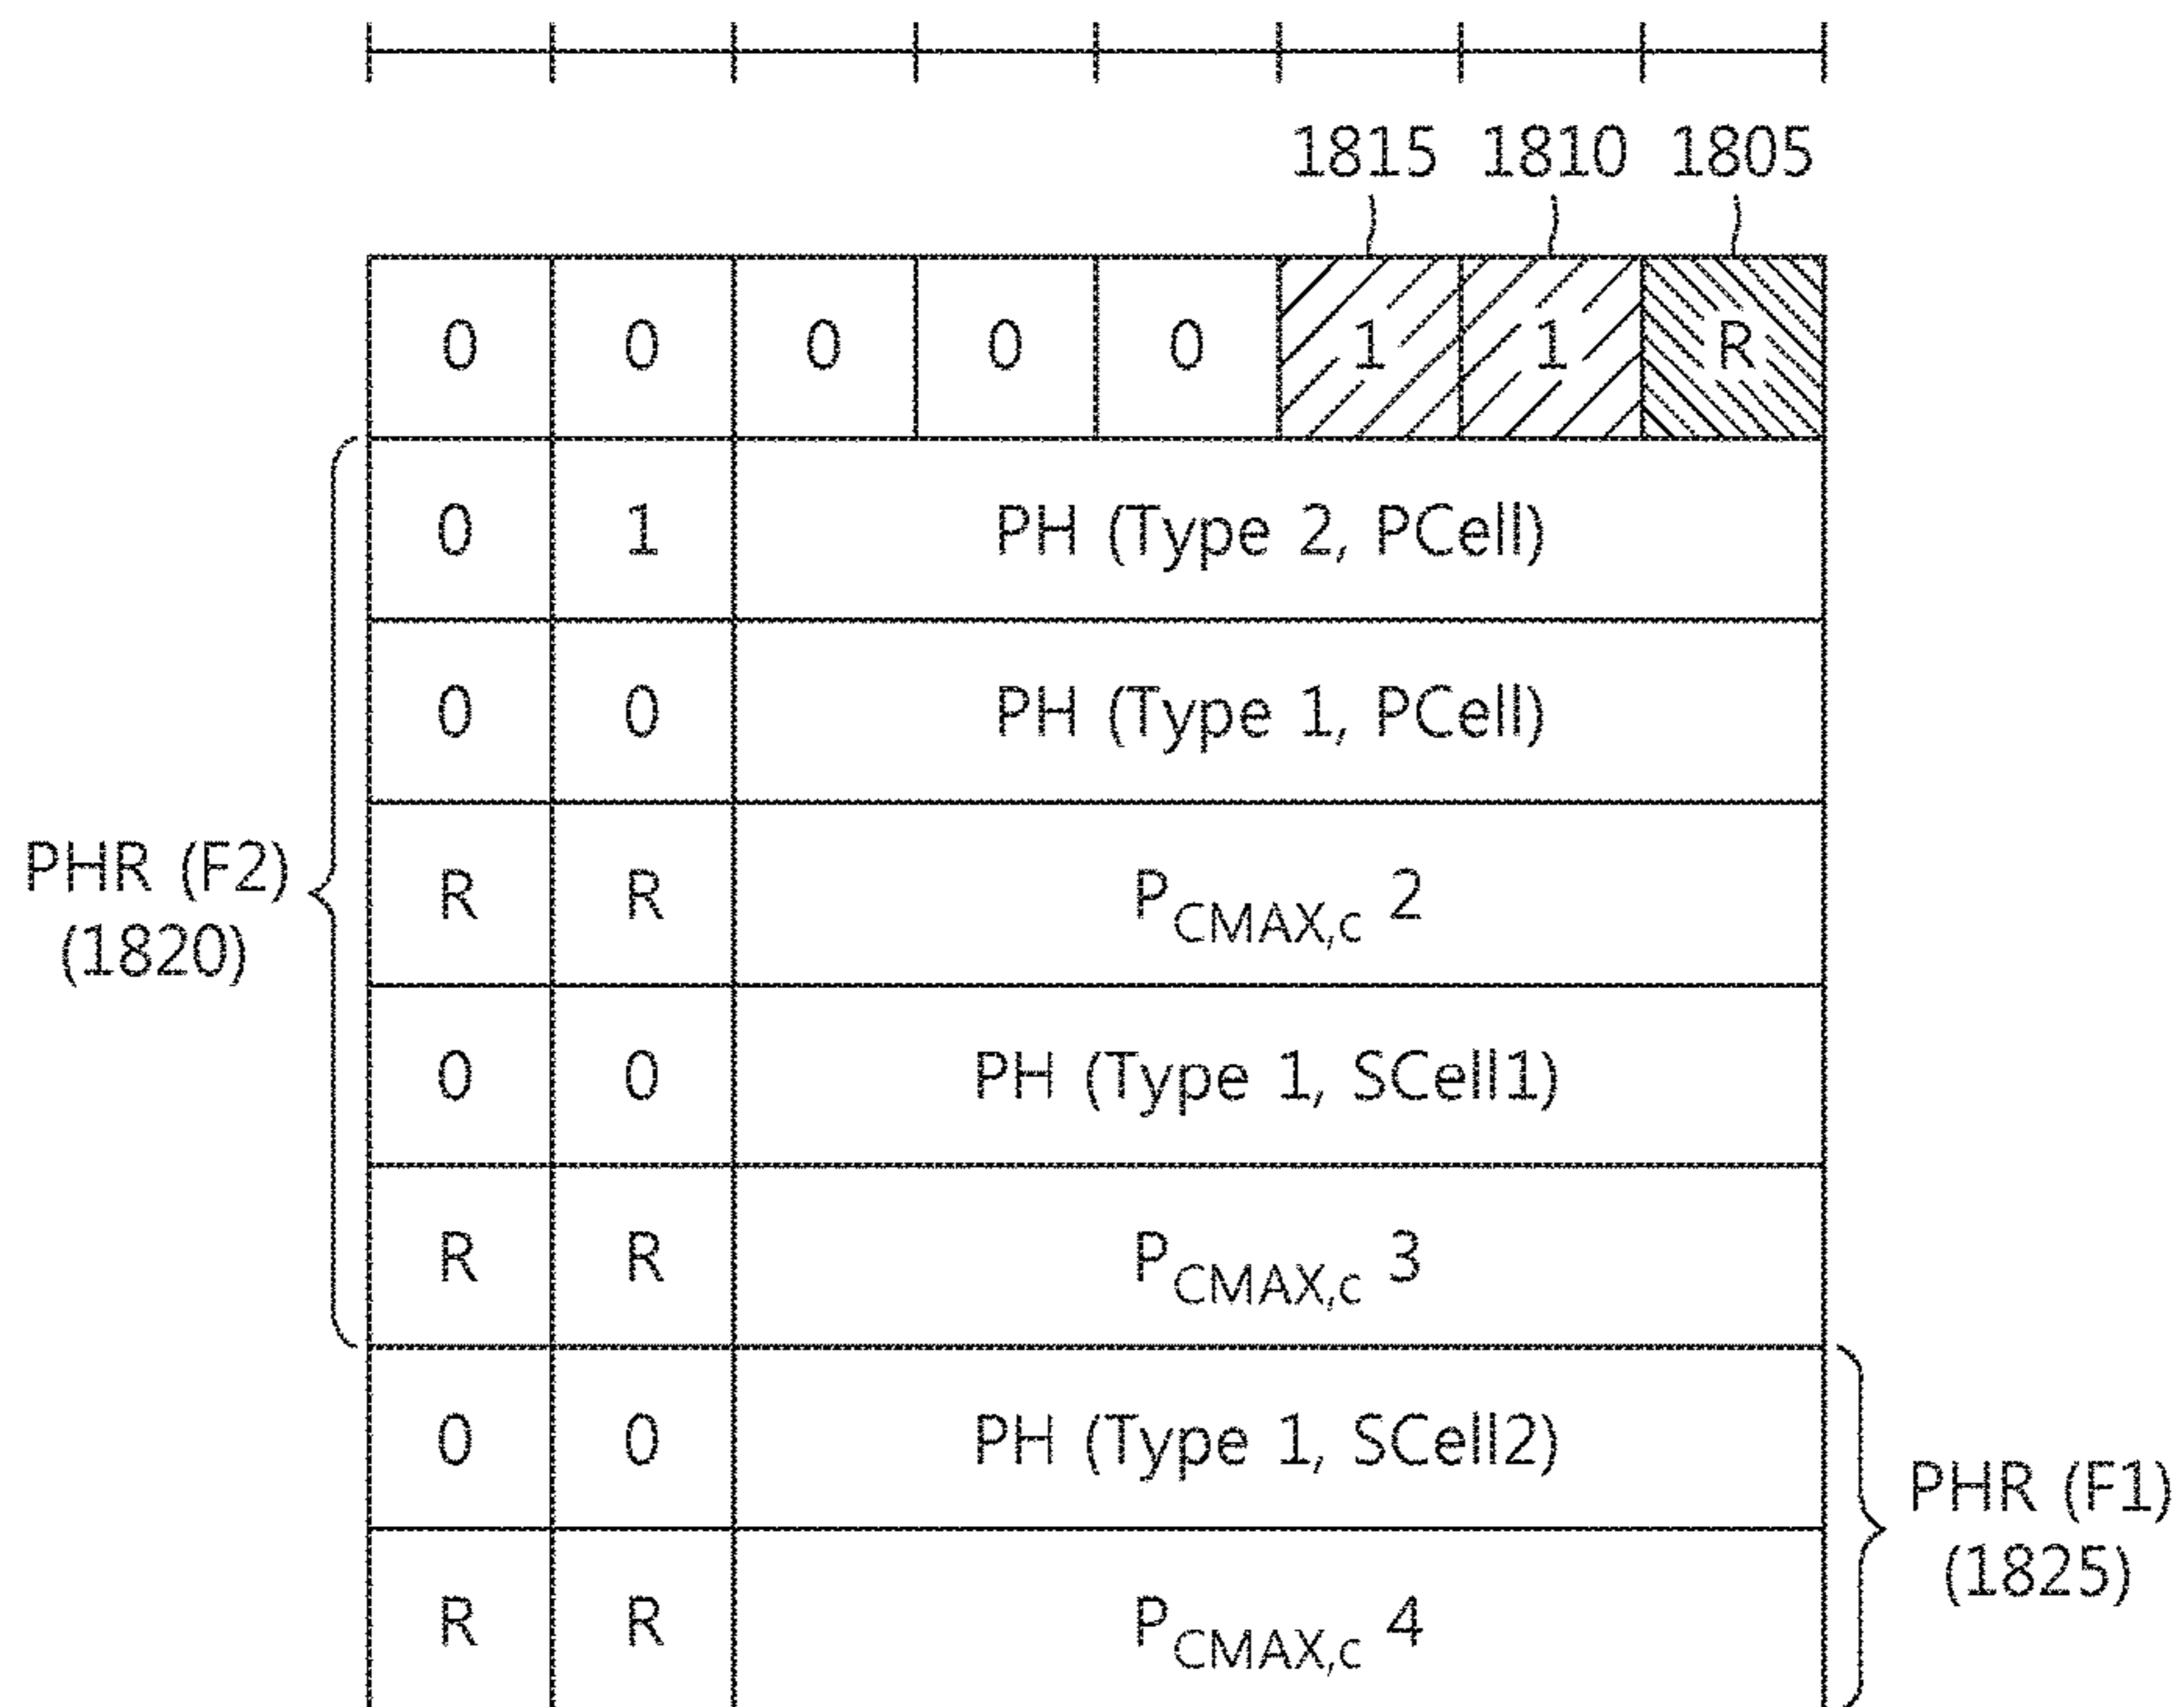 1815 1810 1805
0 0 0 0 0 1 1 R
0 1 PH (Type 2, PCell)
0 0 PH (Type 1, PCell)
PHR (F2)
(1820)
R R PCMAX,c 2
0 0 PH (Type 1, SCell1)
R R PCMAX,c 3
0 0 PH (Type 1, SCell2)
PHR (F1)
(1825)
R R PCMAX,c 4